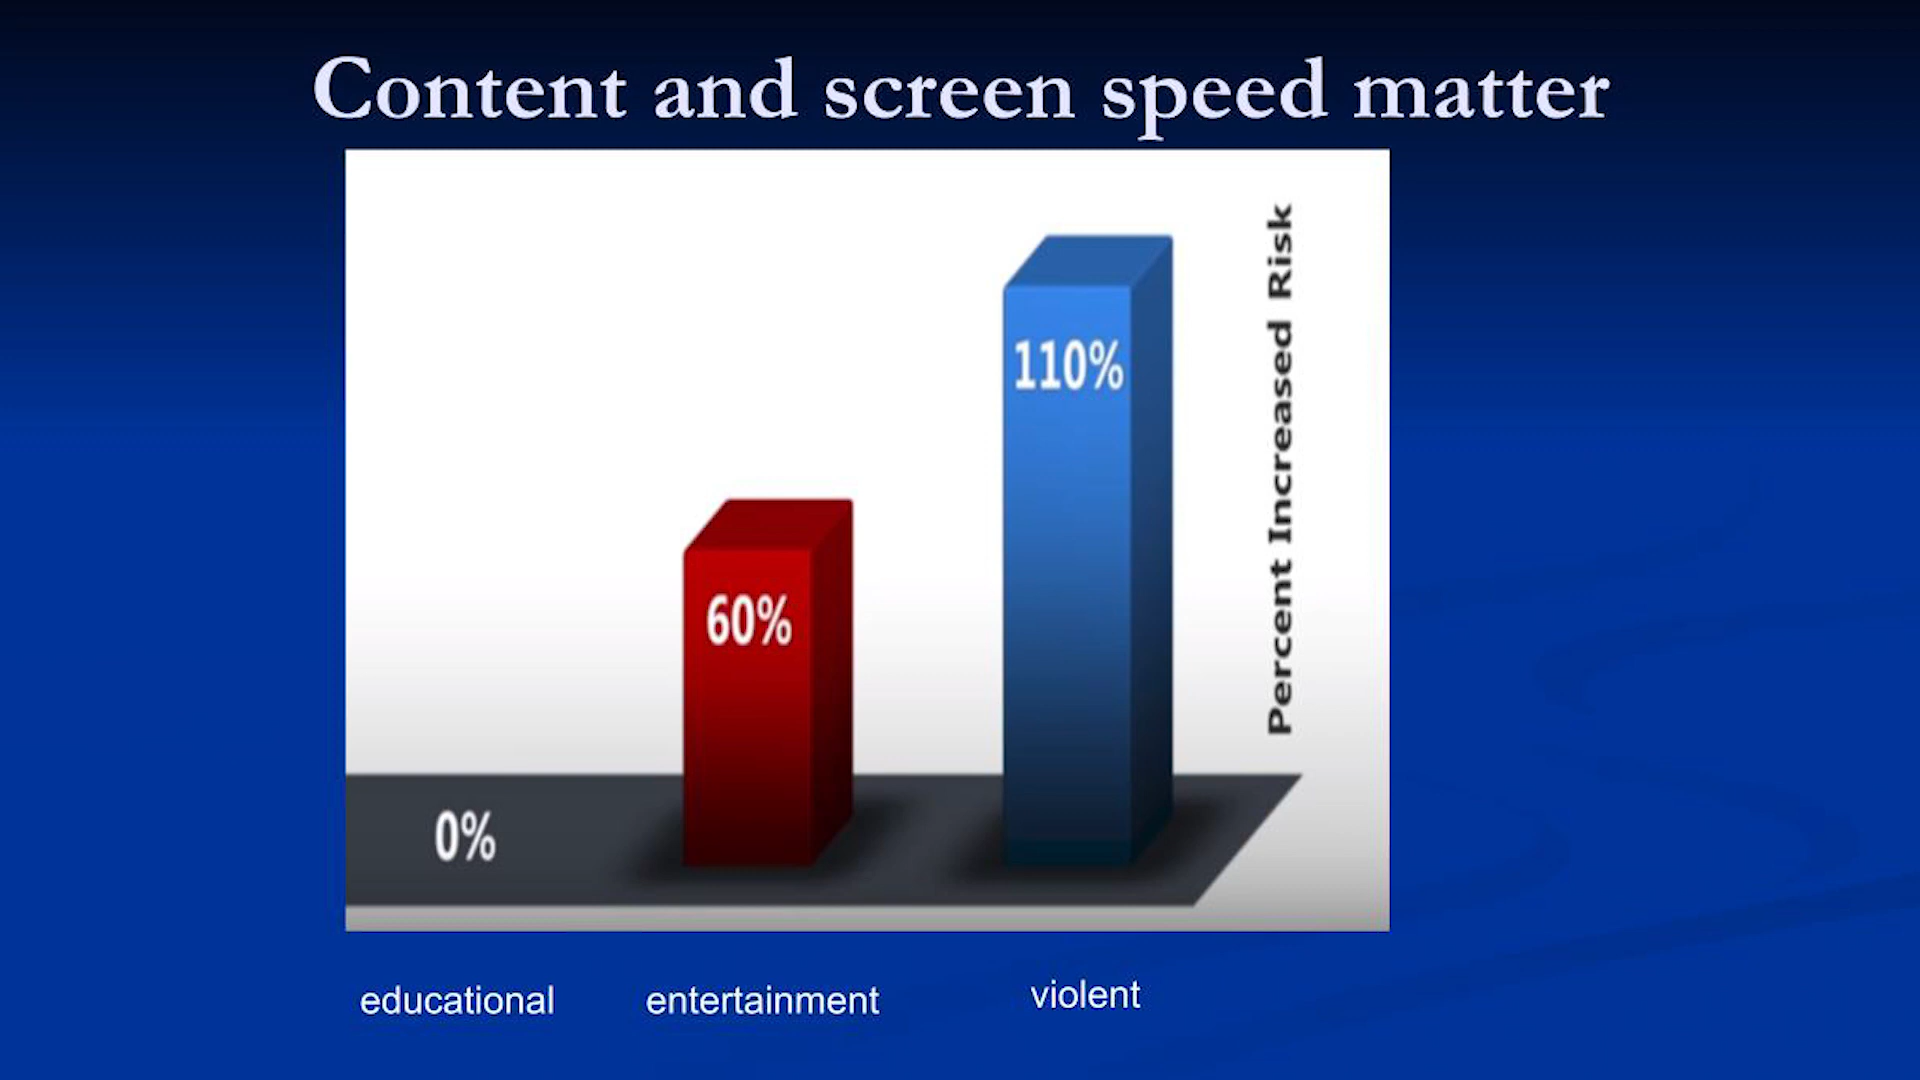 Content and screen speed matter
Percent Increased Risk
110%
60%
0%
educational
entertainment
violent